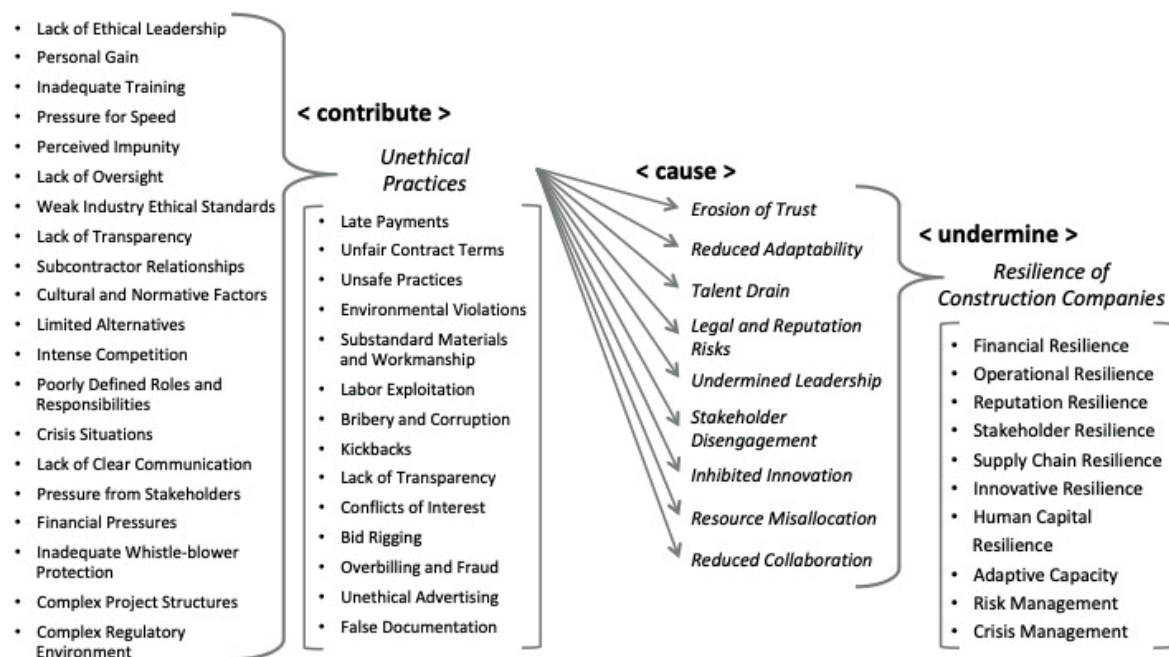 • Lack of Ethical Leadership
• Personal Gain
• Inadequate Training
• Pressure for Speed
• Perceived Impunity
• Lack of Oversight
• Weak Industry Ethical Standards
• Lack of Transparency
• Subcontractor Relationships
• Cultural and Normative Factors
• Limited Alternatives
• Intense Competition
• Poorly Defined Roles and
Responsibilities
• Crisis Situations
• Lack of Clear Communication
• Pressure from Stakeholders
• Financial Pressures
• Inadequate Whistle-blower
Protection
• Complex Project Structures
• Complex Regulatory
Environment
< contribute >
Unethical
Practices
• Late Payments
• Unfair Contract Terms
• Unsafe Practices
• Environmental Violations
• Substandard Materials
and Workmanship
• Labor Exploitation
• Bribery and Corruption
• Kickbacks
• Lack of Transparency
• Conflicts of Interest
• Bid Rigging
• Overbilling and Fraud
• Unethical Advertising
• False Documentation
< cause >
Erosion of Trust
Reduced Adaptability
Talent Drain
Legal and Reputation
Risks
Undermined Leadership
Stakeholder
Disengagement
Inhibited Innovation
Resource Misallocation
Reduced Collaboration
< undermine >
Resilience of
Construction Companies
• Financial Resilience
• Operational Resilience
• Reputation Resilience
• Stakeholder Resilience
• Supply Chain Resilience
• Innovative Resilience
• Human Capital
Resilience
• Adaptive Capacity
• Risk Management
• Crisis Management